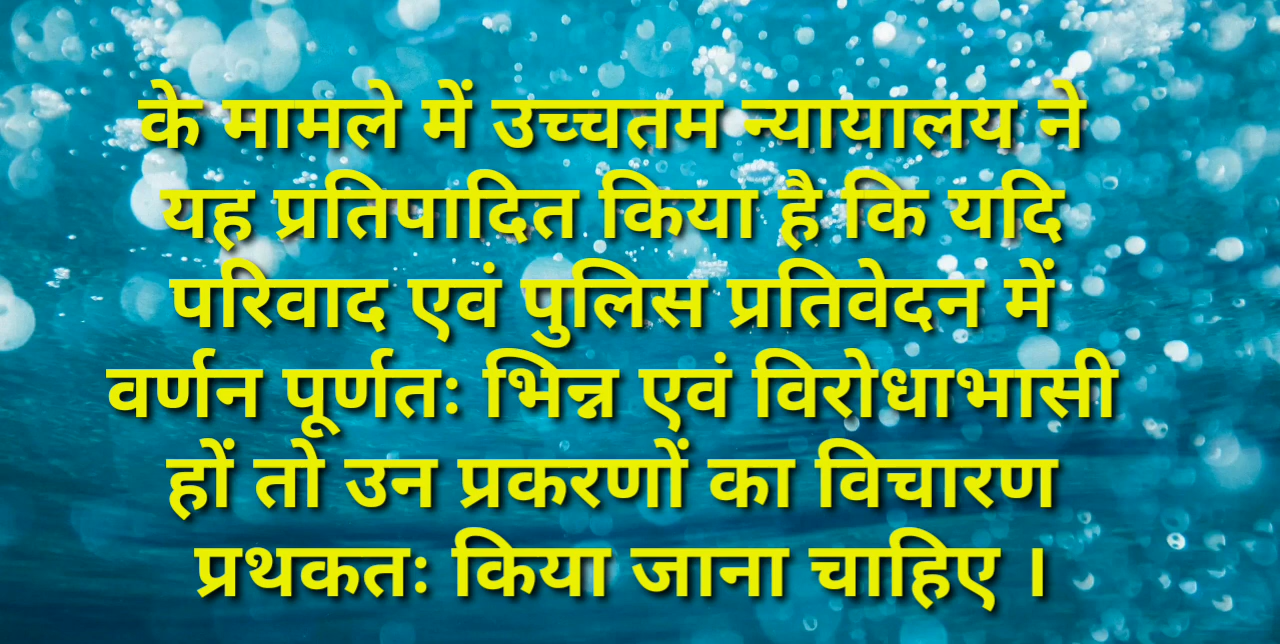 के मामले में उच्चतम न्यायालय ने
यह प्रतिपादित किया है कि यदि
परिवाद एवं पुलिस प्रतिवेदन में
वर्णन पूर्णतः भिन्न एवं विरोधाभासी
हों तो उन प्रकरणों का विचारण
प्रथकतः किया जाना चाहिए ।